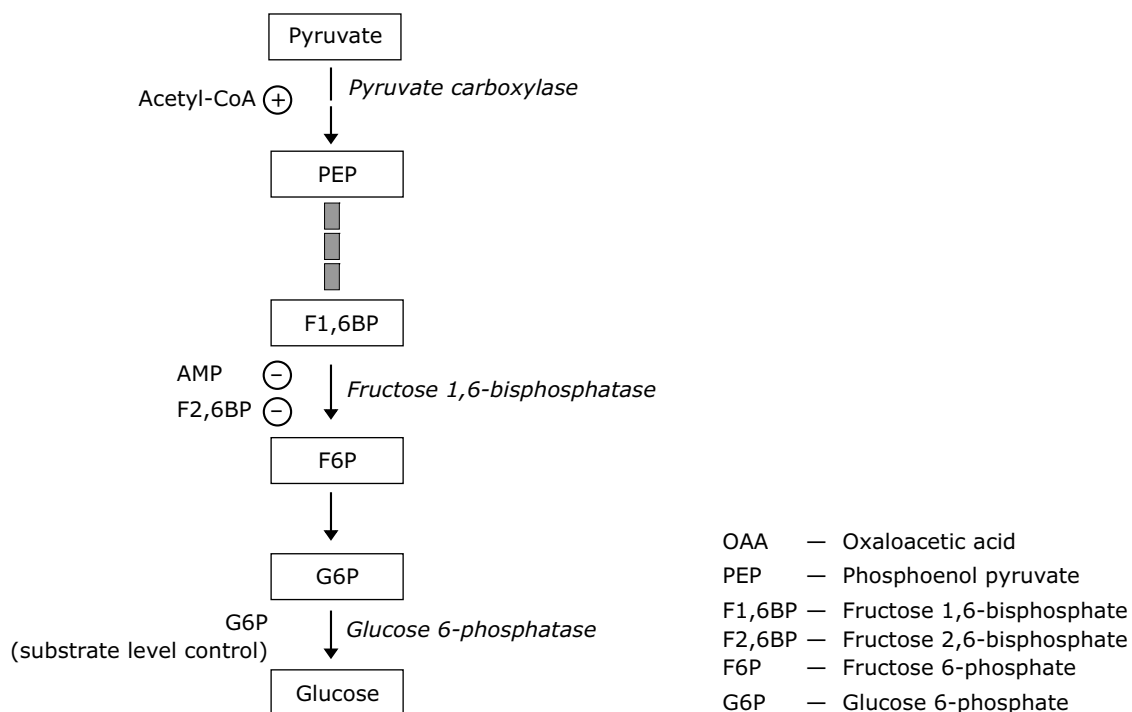 Pyruvate
Acetyl-CoA + Pyruvate carboxylase
PEP
F1,6BP
AMP −
F2,6BP − Fructose 1,6-bisphosphatase
F6P
G6P
G6P
(substrate level control) Glucose 6-phosphatase
Glucose
OAA — Oxaloacetic acid
PEP — Phosphoenol pyruvate
F1,6BP — Fructose 1,6-bisphosphate
F2,6BP — Fructose 2,6-bisphosphate
F6P — Fructose 6-phosphate
G6P — Glucose 6-phosphate